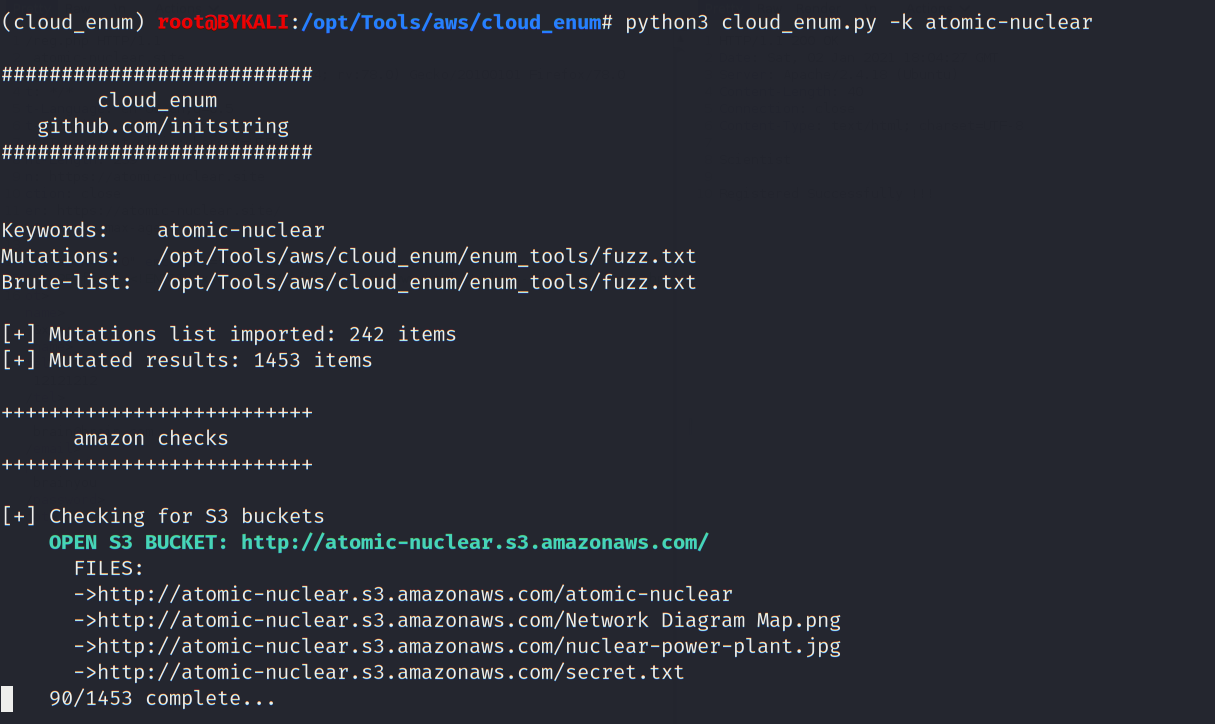 (cloud_enum) root@BYKALI:/opt/Tools/aws/cloud_enum# python3 cloud_enum.py -k atomic-nuclear
##########################
cloud_enum
github.com/initstring
##########################
Keywords: atomic-nuclear
Mutations: /opt/Tools/aws/cloud_enum/enum_tools/fuzz.txt
Brute-list: /opt/Tools/aws/cloud_enum/enum_tools/fuzz.txt
[+] Mutations list imported: 242 items
[+] Mutated results: 1453 items
++++++++++++++++++++++++++
amazon checks
++++++++++++++++++++++++++
[+] Checking for S3 buckets
OPEN S3 BUCKET: http://atomic-nuclear.s3.amazonaws.com/
FILES:
->http://atomic-nuclear.s3.amazonaws.com/atomic-nuclear
->http://atomic-nuclear.s3.amazonaws.com/Network Diagram Map.png
->http://atomic-nuclear.s3.amazonaws.com/nuclear-power-plant.jpg
->http://atomic-nuclear.s3.amazonaws.com/secret.txt
90/1453 complete...